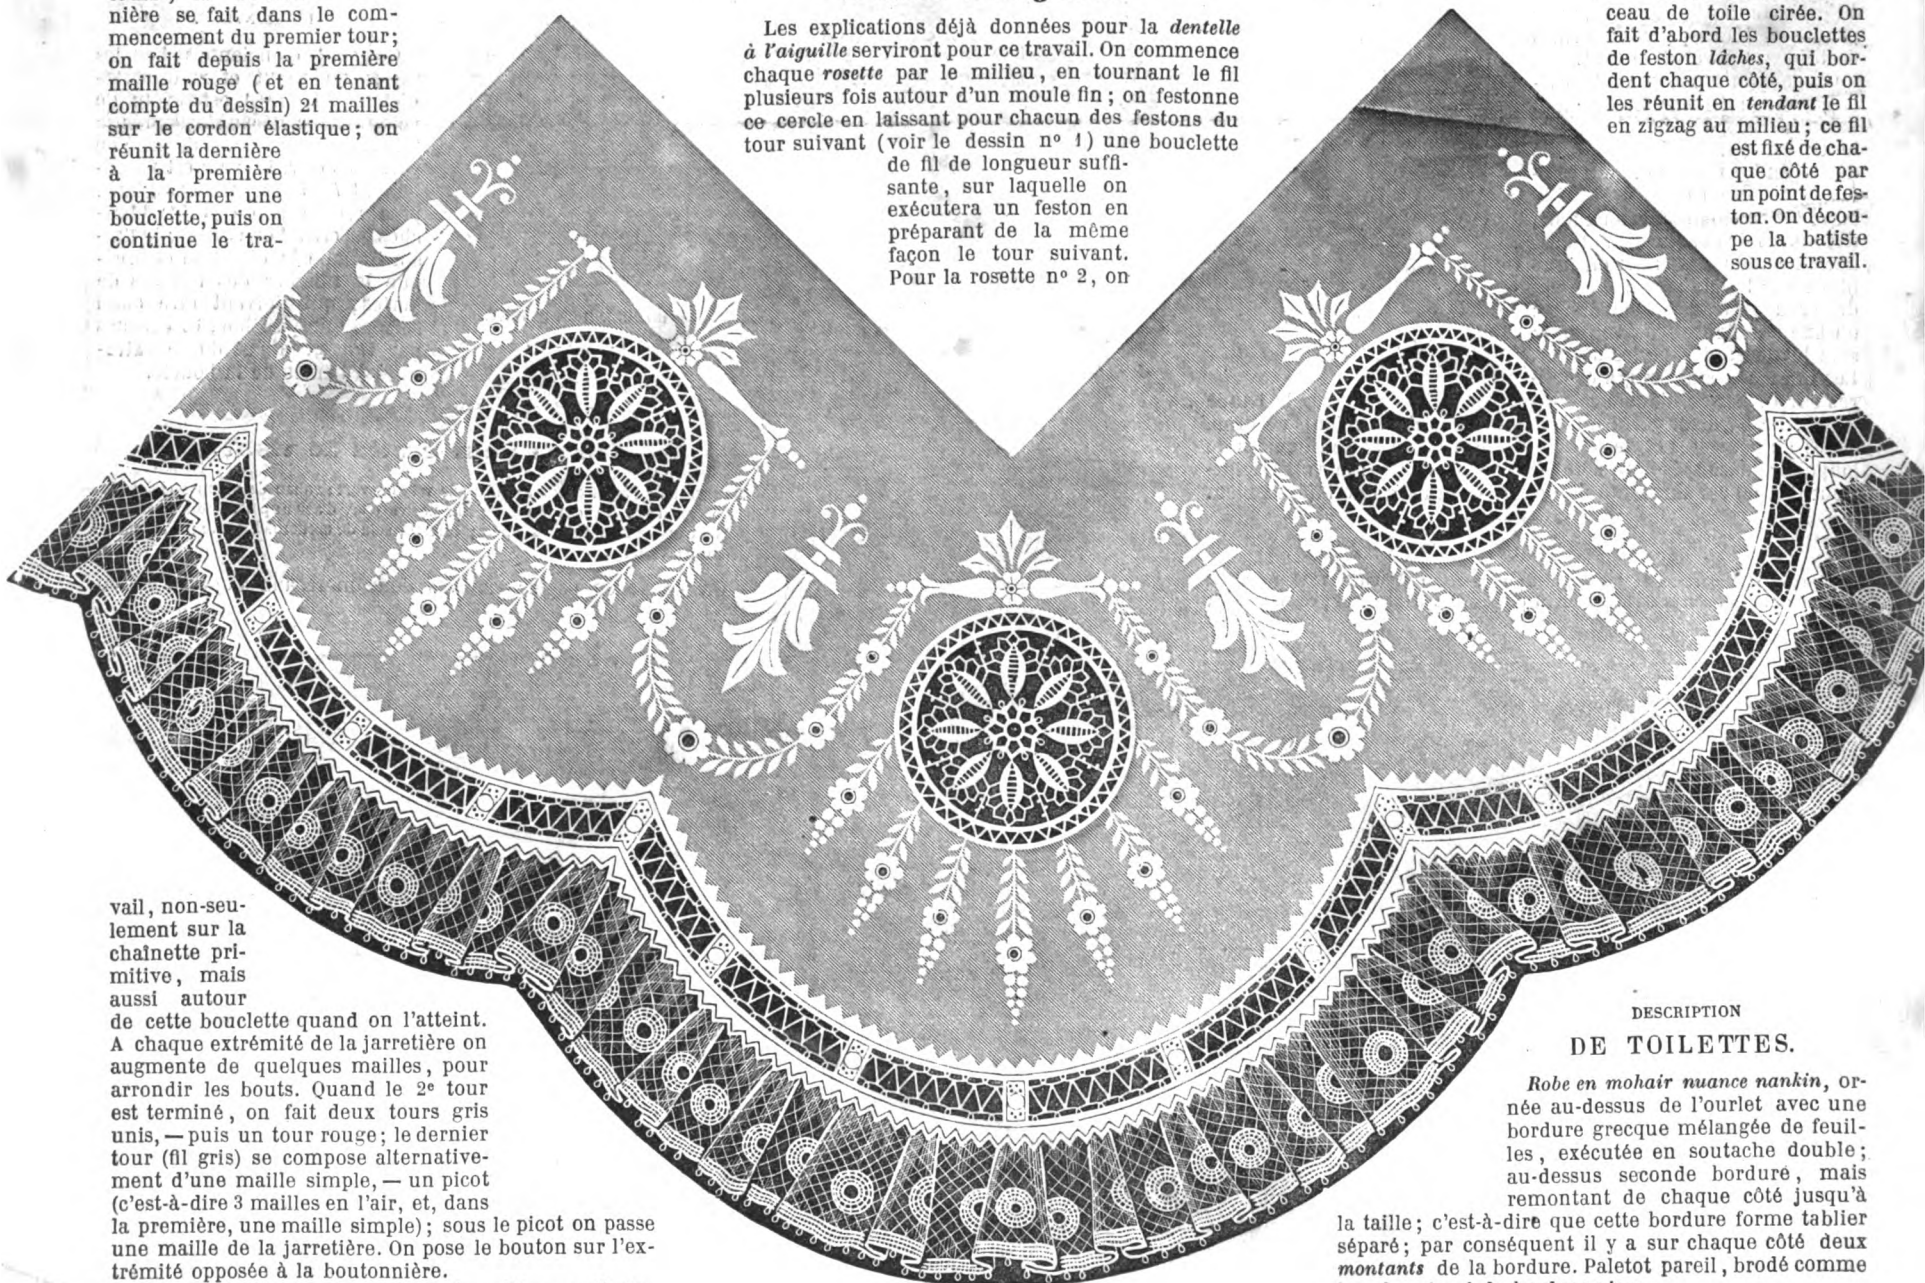 nière se fait dans le com-
mencement du premier tour;
on fait depuis la première
maille rouge (et en tenant
compte du dessin) 21 mailles
sur le cordon élastique; on
réunit la dernière
à la première
pour former une
bouclette, puis on
continue le tra-
vail, non-seu-
lement sur la
chaînette pri-
mitive, mais
aussi autour
de cette bouclette quand on l'atteint.
A chaque extrémité de la jarretière on
augmente de quelques mailles, pour
arrondir les bouts. Quand le 2e tour
est terminé, on fait deux tours gris
unis, — puis un tour rouge; le dernier
tour (fil gris) se compose alternative-
ment d'une maille simple, — un picot
(c'est-à-dire 3 mailles en l'air, et, dans
la première, une maille simple); sous le picot on passe
une maille de la jarretière. On pose le bouton sur l'ex-
trémité opposée à la boutonnière.
Les explications déjà données pour la dentelle
à l'aiguille serviront pour ce travail. On commence
chaque rosette par le milieu, en tournant le fil
plusieurs fois autour d'un moule fin; on festonne
ce cercle en laissant pour chacun des festons du
tour suivant (voir le dessin no 1) une bouclette
de fil de longueur suffi-
sante, sur laquelle on
exécutera un feston en
préparant de la même
façon le tour suivant.
Pour la rosette no 2, on
ceau de toile cirée. On
fait d'abord les bouclettes
de feston lâches, qui bor-
dent chaque côté, puis on
les réunit en tendant le fil
en zigzag au milieu; ce fil
est fixé de cha-
que côté par
un point de fes-
ton. On décou-
pe la batiste
sous ce travail.
DESCRIPTION
DE TOILETTES.
Robe en mohair nuance nankin, or-
née au-dessus de l'ourlet avec une
bordure grecque mélangée de feuil-
les, exécutée en soutache double;
au-dessus seconde bordure, mais
remontant de chaque côté jusqu'à
la taille; c'est-à-dire que cette bordure forme tablier
séparé; par conséquent il y a sur chaque côté deux
montants de la bordure. Paletot pareil, brodé comme